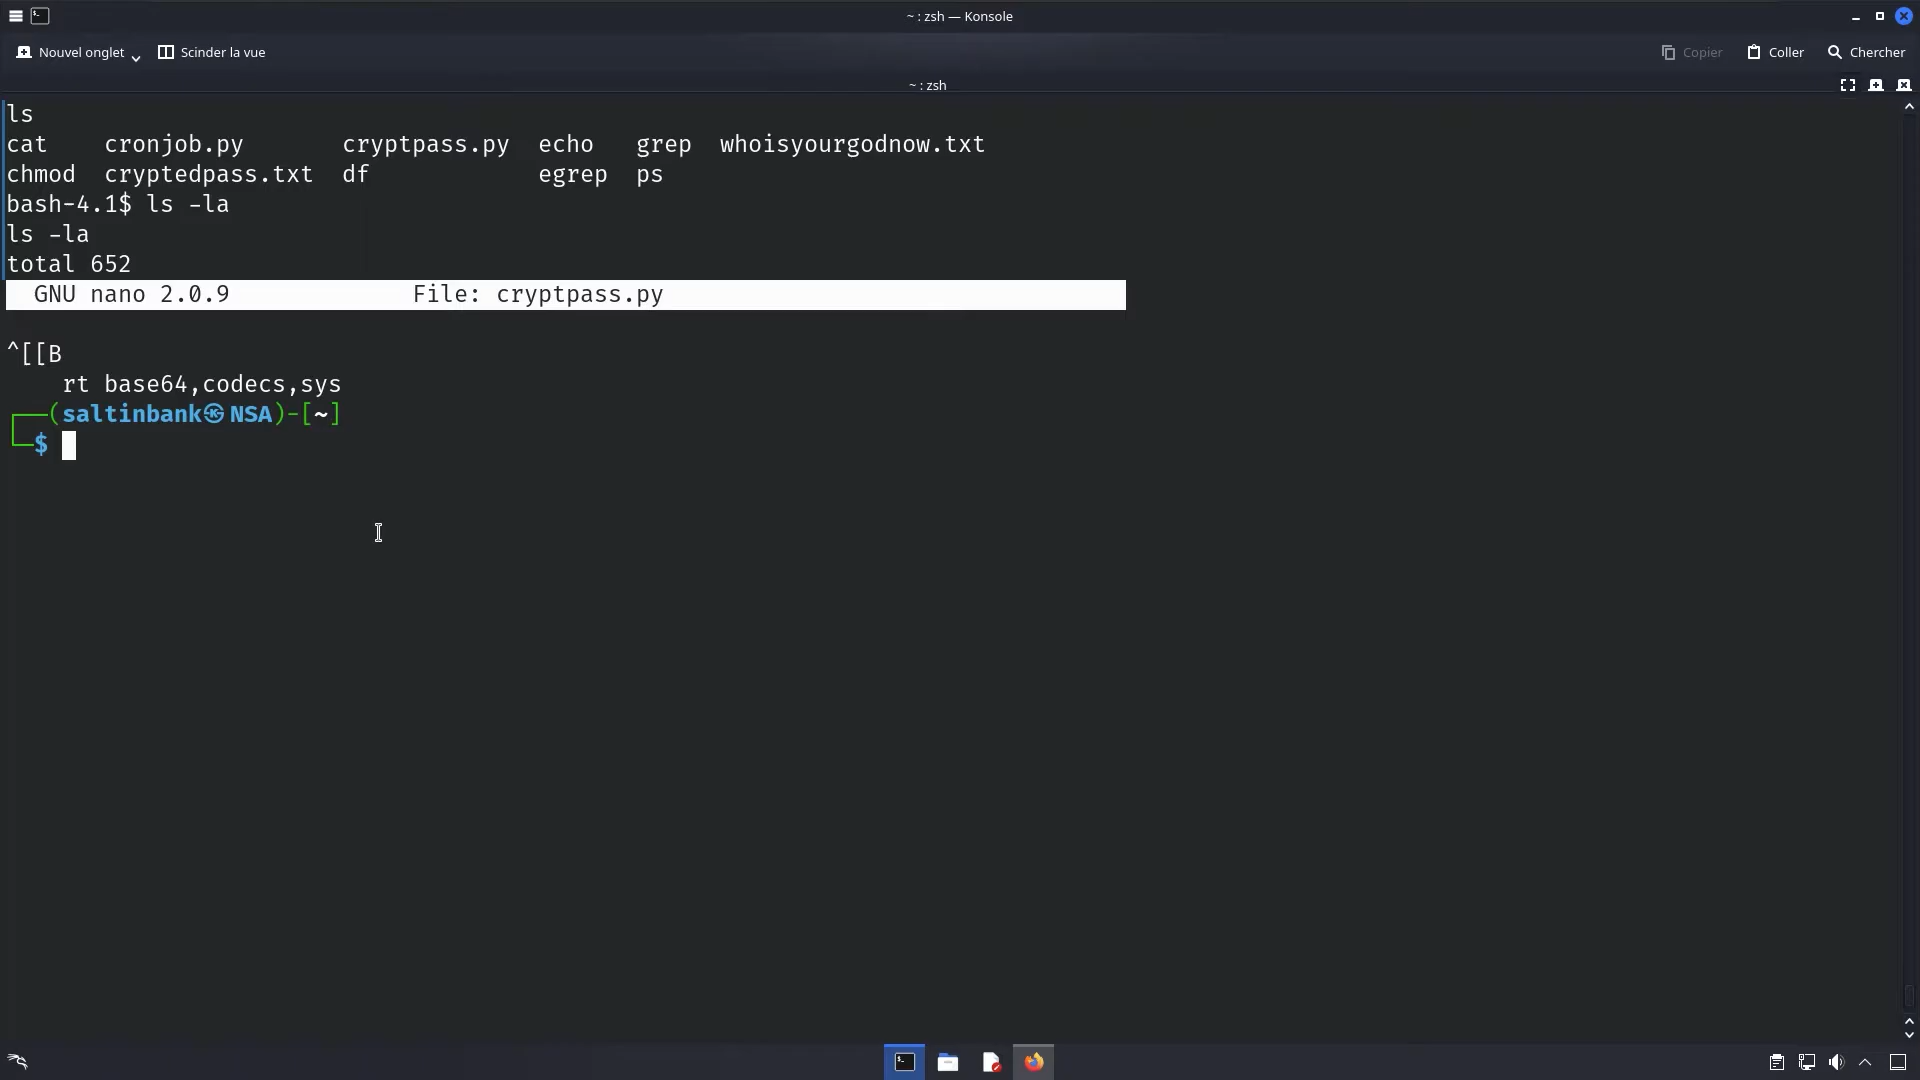 ~ : zsh — Konsole
Nouvel onglet Scinder la vue Copier Coller Chercher
~ : zsh
ls
cat cronjob.py cryptpass.py echo grep whoisyourgodnow.txt
chmod cryptedpass.txt df egrep ps
bash-4.1$ ls -la
ls -la
total 652
GNU nano 2.0.9 File: cryptpass.py
^[[B
rt base64,codecs,sys
┌──(saltinbank㉿NSA)-[~]
└─$